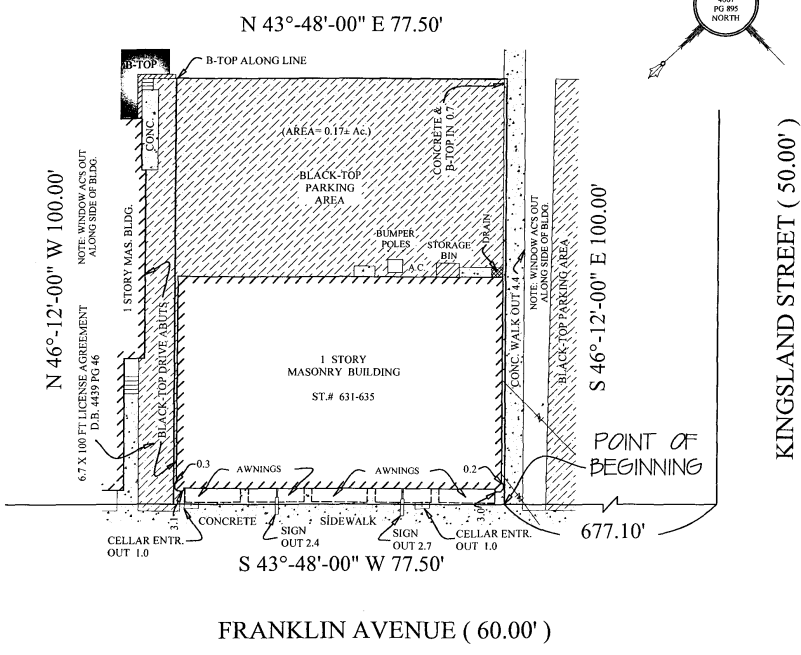 N 43°-48'-00" E 77.50'
PG 895
NORTH
B-TOP
B-TOP ALONG LINE
CONC.
(AREA= 0.17± Ac.)
CONCRETE &
B-TOP IN 0.7
BLACK-TOP
PARKING
AREA
NOTE: WINDOW AC'S OUT
ALONG SIDE OF BLDG.
N 46°-12'-00" W 100.00'
1 STORY MAS. BLDG.
BUMPER
POLES
A.C.
STORAGE
BIN
DRAIN
CONC. WALK OUT 4.4
NOTE: WINDOW AC'S OUT
ALONG SIDE OF BLDG.
BLACK-TOP PARKING AREA
S 46°-12'-00" E 100.00'
KINGSLAND STREET ( 50.00' )
6.7 X 100 FT LICENSE AGREEMENT
D.B. 4439 PG 46
BLACK-TOP DRIVE ABUTS
1 STORY
MASONRY BUILDING
ST.# 631-635
POINT OF
BEGINNING
0.3
AWNINGS
AWNINGS
0.2
3.1
CONCRETE
SIDEWALK
3.0
CELLAR ENTR.
OUT 1.0
SIGN
OUT 2.4
SIGN
OUT 2.7
CELLAR ENTR.
OUT 1.0
677.10'
S 43°-48'-00" W 77.50'
FRANKLIN AVENUE ( 60.00' )